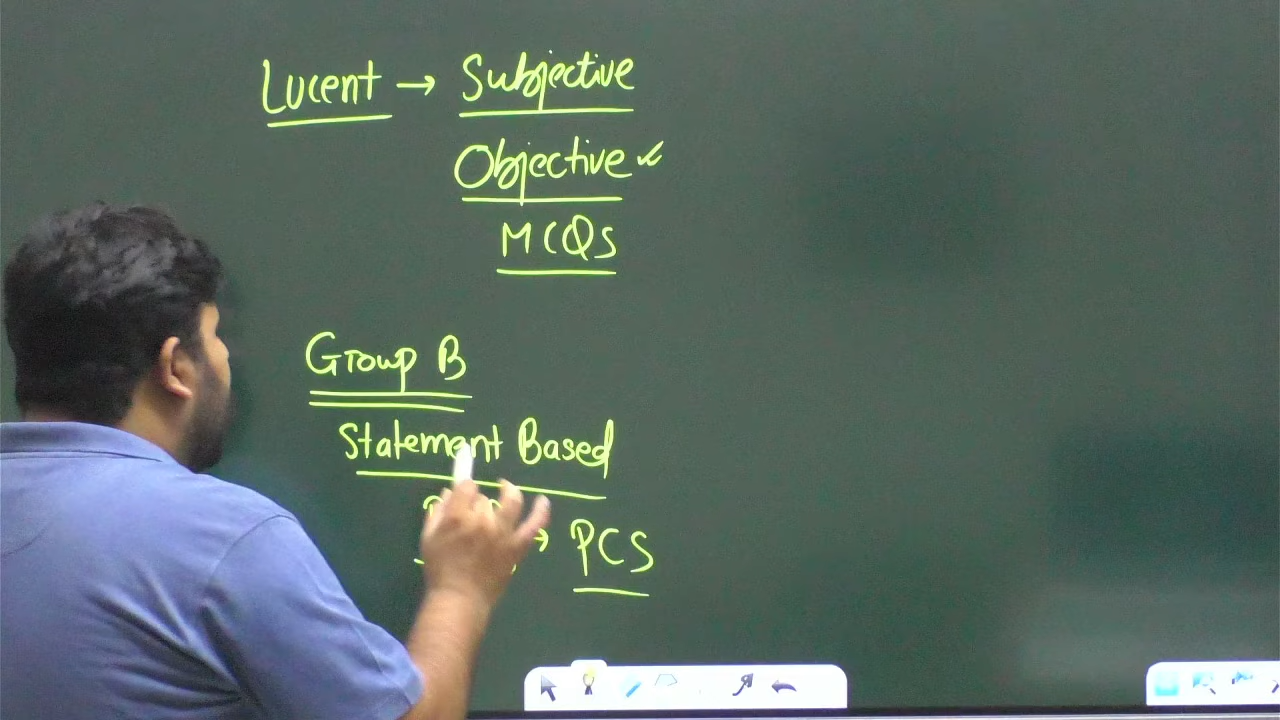 Lucent → Subjective
Objective ✓
MCQs
Group B
Statement Based
→ PCS